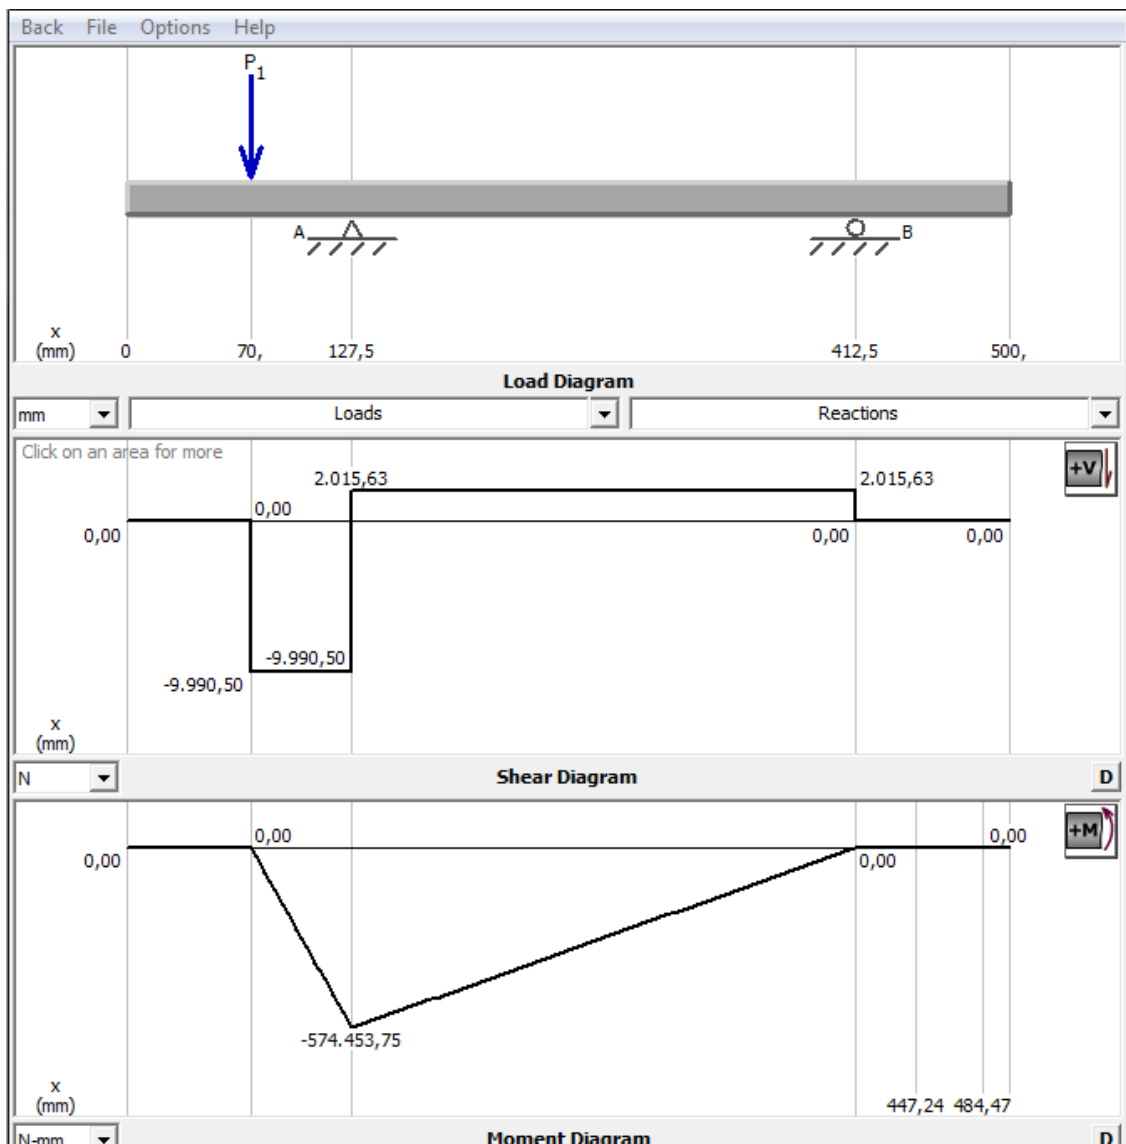 Back File Options Help
P1
A B
x
(mm) 0 70, 127,5 412,5 500,
Load Diagram
mm Loads Reactions
Click on an area for more
+V
2.015,63 2.015,63
0,00
0,00 0,00 0,00
-9.990,50
-9.990,50
x
(mm)
N Shear Diagram D
+M
0,00 0,00
0,00 0,00
-574.453,75
x
(mm) 447,24 484,47
N-mm Moment Diagram D